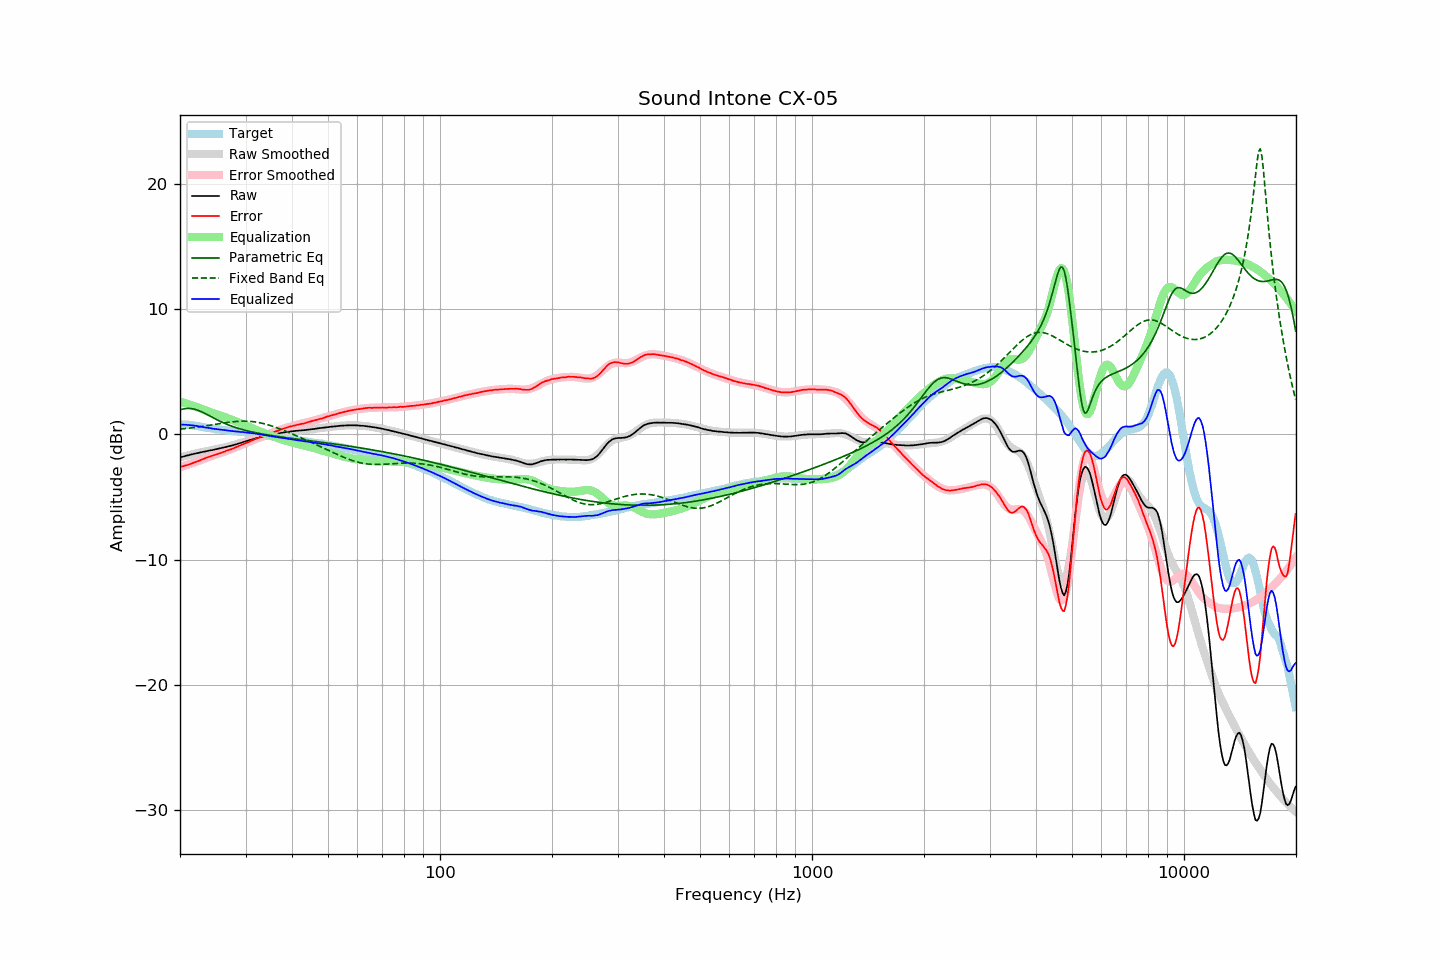 Sound Intone CX-05
Target
Raw Smoothed
Error Smoothed
Raw
Error
Equalization
Parametric Eq
Fixed Band Eq
Equalized
20
10
0
−10
−20
−30
Amplitude (dBr)
100
1000
10000
Frequency (Hz)